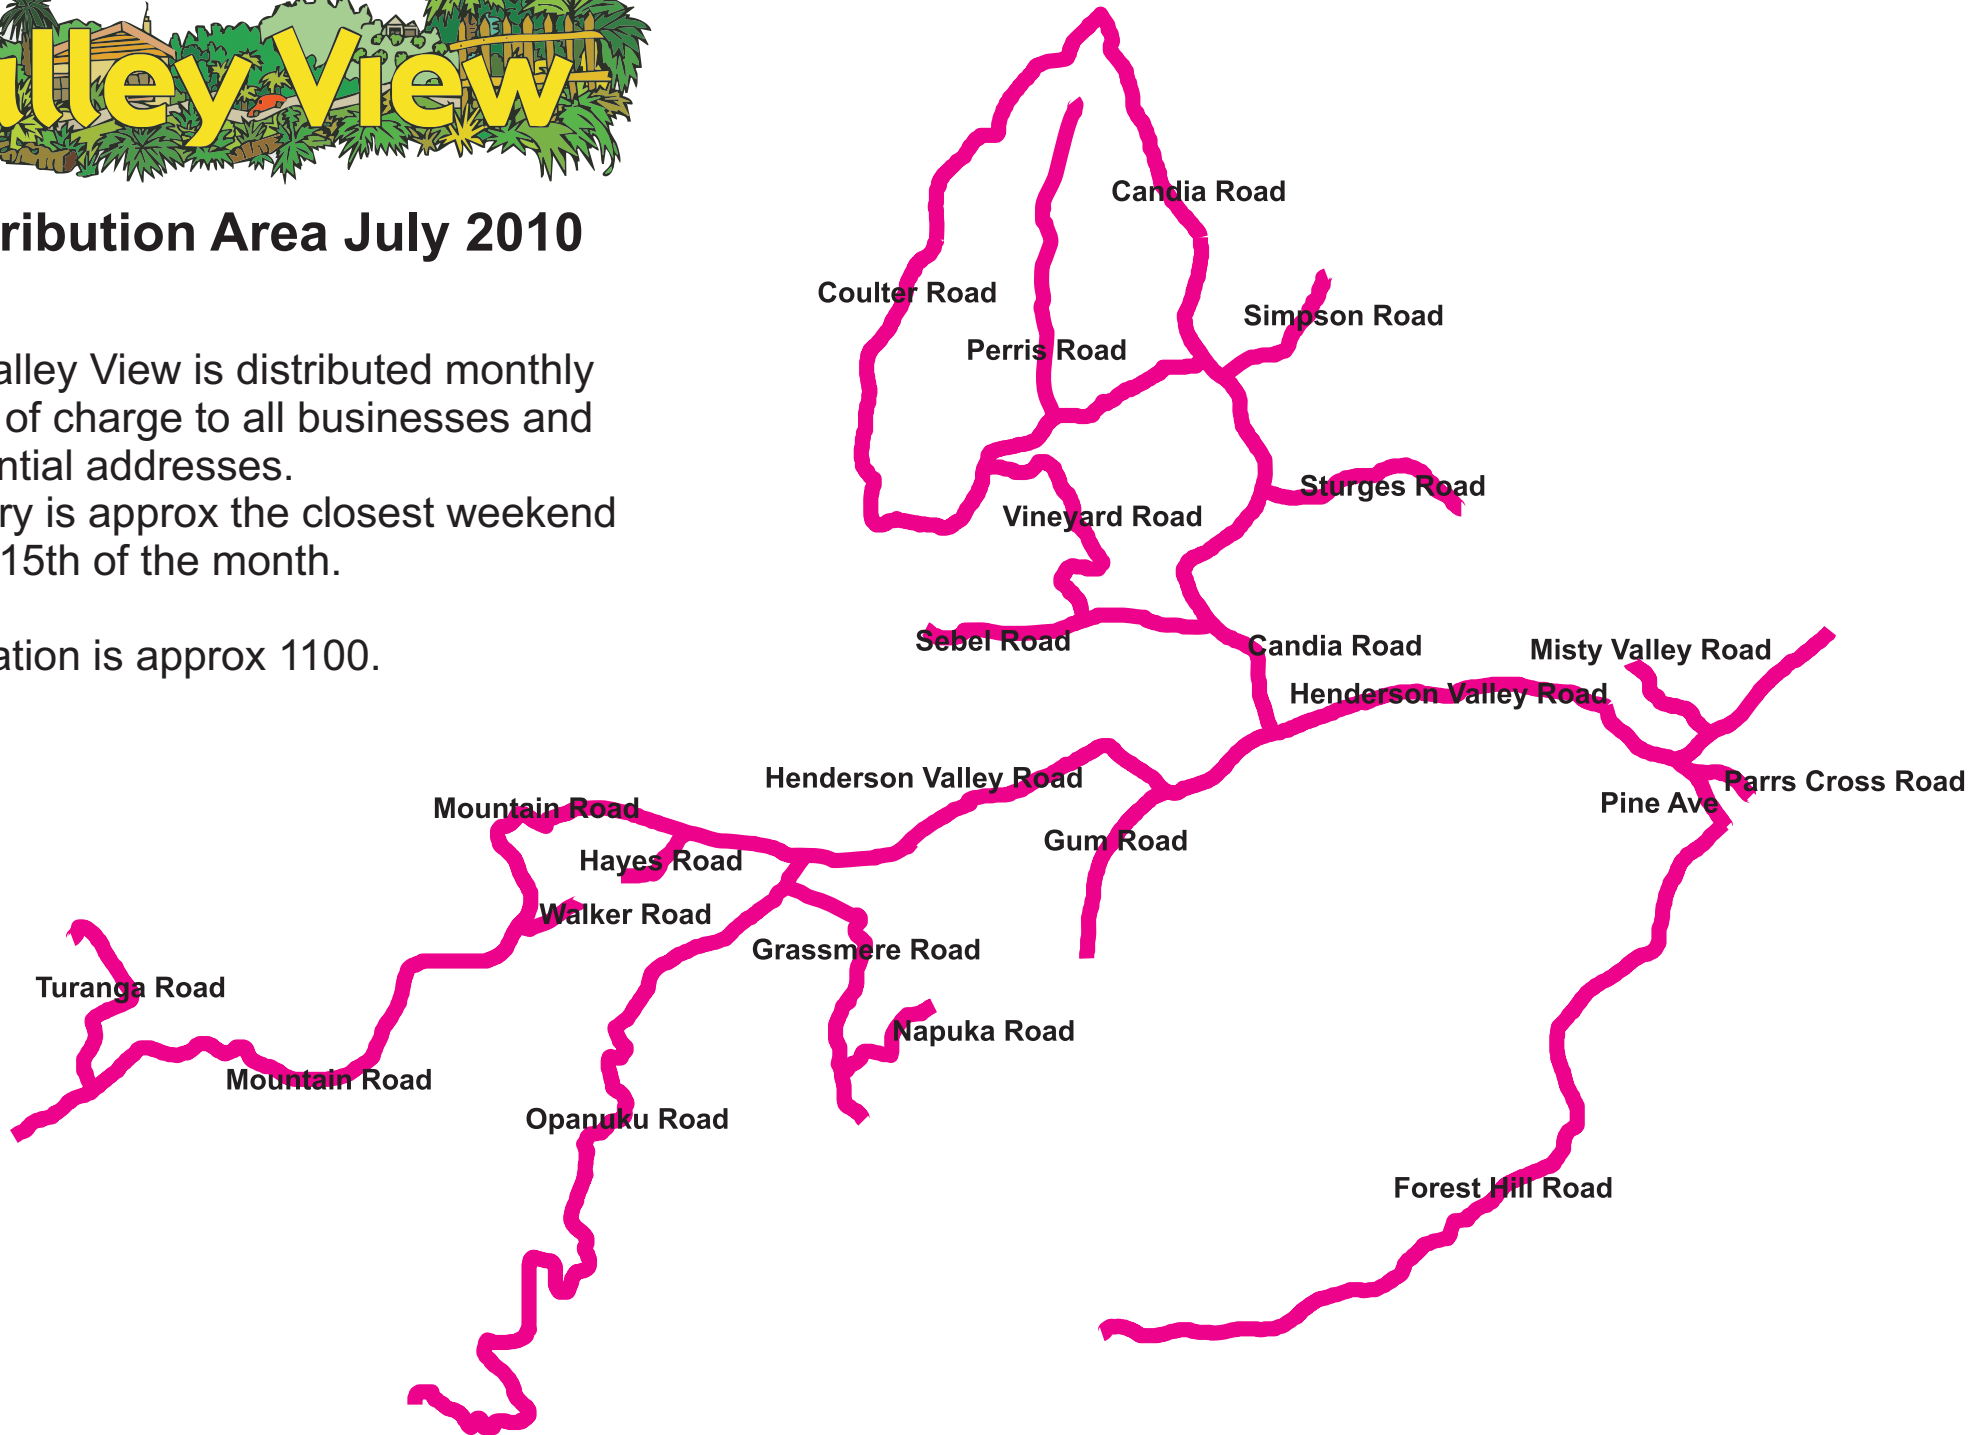 alley View
ribution Area July 2010
alley View is distributed monthly
of charge to all businesses and
ntial addresses.
ry is approx the closest weekend
15th of the month.
ation is approx 1100.
Candia Road
Coulter Road
Simpson Road
Perris Road
Sturges Road
Vineyard Road
Sebel Road
Candia Road
Misty Valley Road
Henderson Valley Road
Henderson Valley Road
Parrs Cross Road
Pine Ave
Mountain Road
Gum Road
Hayes Road
Walker Road
Grassmere Road
Turanga Road
Napuka Road
Mountain Road
Opanuku Road
Forest Hill Road